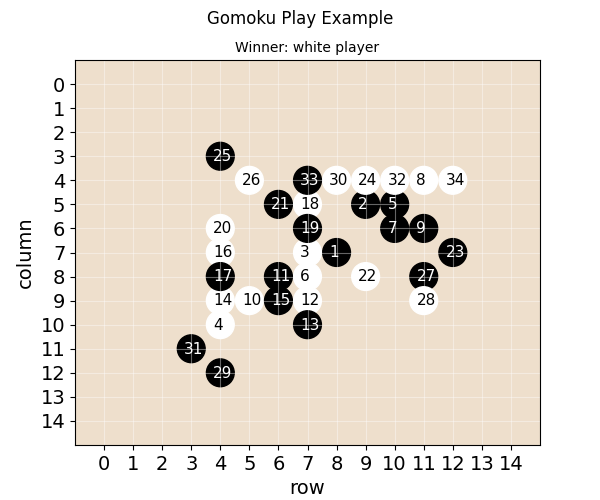 Gomoku Play Example
Winner: white player
0
1
2
3 25
4 26 33 30 24 32 8 34
5 21 18 2 5
6 20 19 7 9
7 16 3 1 23
8 17 11 6 22 27
9 14 10 15 12 28
10 4 13
11 31
12 29
13
14
0 1 2 3 4 5 6 7 8 9 10 11 12 13 14
column
row